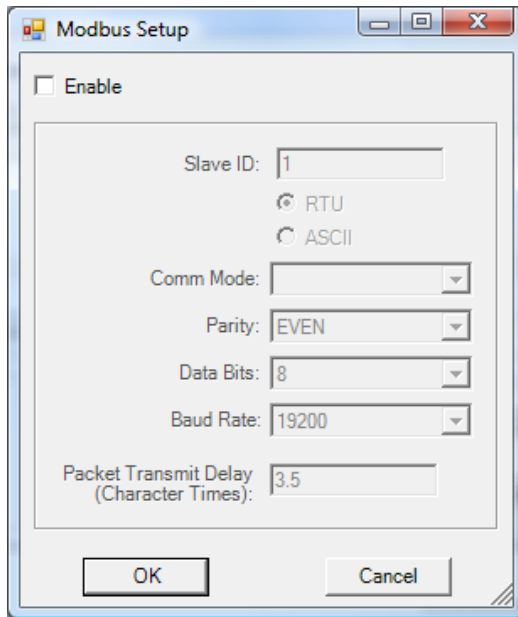 Modbus Setup
Enable
Slave ID: 1
RTU
ASCII
Comm Mode:
Parity: EVEN
Data Bits: 8
Baud Rate: 19200
Packet Transmit Delay
(Character Times): 3.5
OK Cancel